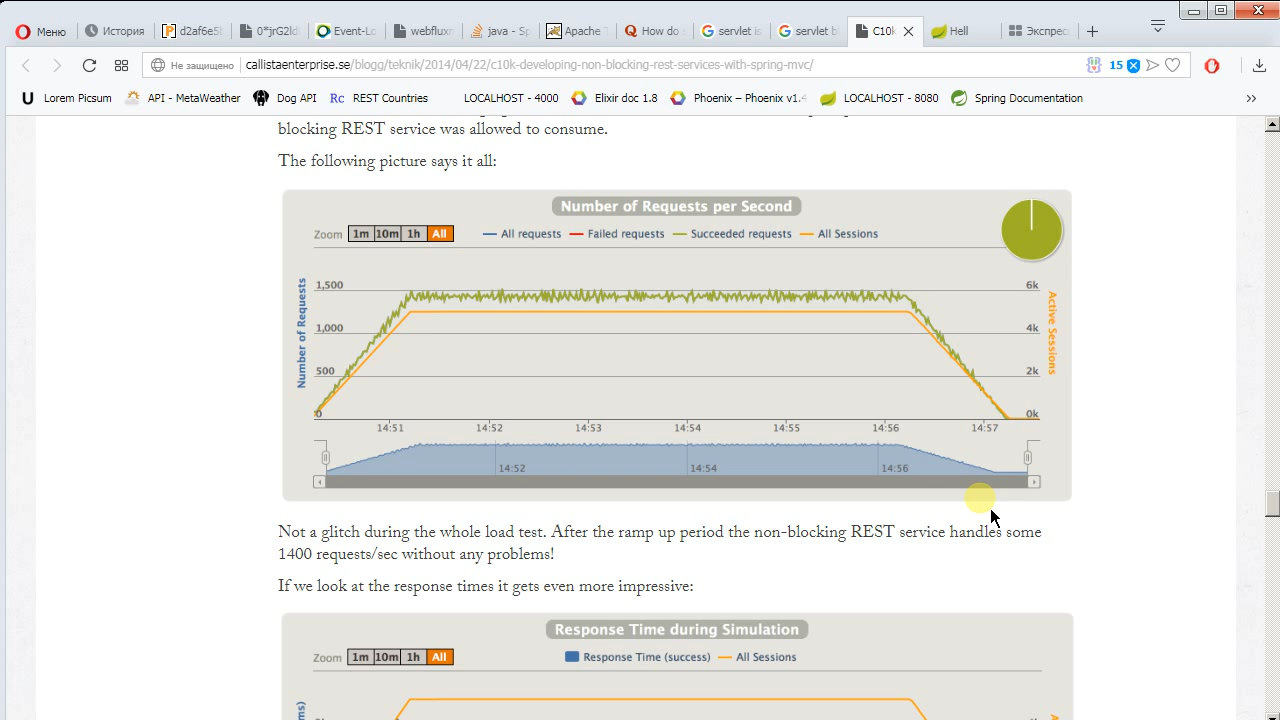 Меню
История
d2af6e5
0*jrG2ld
Event-Lo
webflux
java - Sp
Apache T
How do
servlet is
servlet b
C10k
Hell
Экспрес
Не защищено
callistaenterprise.se/blogg/teknik/2014/04/22/c10k-developing-non-blocking-rest-services-with-spring-mvc/
15
Lorem Picsum
API - MetaWeather
Dog API
Rc REST Countries
LOCALHOST - 4000
Elixir doc 1.8
Phoenix – Phoenix v1.4
LOCALHOST - 8080
Spring Documentation
blocking REST service was allowed to consume.
The following picture says it all:
Number of Requests per Second
Zoom 1m 10m 1h All
All requests Failed requests Succeeded requests All Sessions
Number of Requests
1,500
1,000
500
0
6k
4k
2k
0k
Active Sessions
14:51 14:52 14:53 14:54 14:55 14:56 14:57
14:52 14:54 14:56
Not a glitch during the whole load test. After the ramp up period the non-blocking REST service handles some
1400 requests/sec without any problems!
If we look at the response times it gets even more impressive:
Response Time during Simulation
Zoom 1m 10m 1h All
Response Time (success) All Sessions